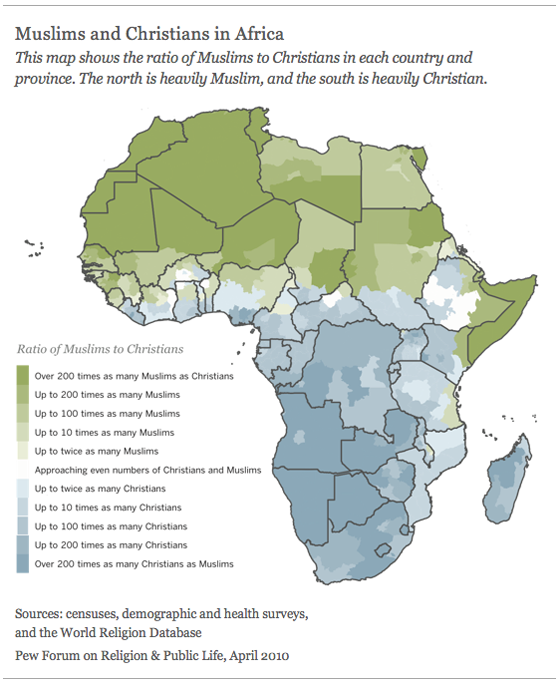 Muslims and Christians in Africa
This map shows the ratio of Muslims to Christians in each country and
province. The north is heavily Muslim, and the south is heavily Christian.
Ratio of Muslims to Christians
Over 200 times as many Muslims as Christians
Up to 200 times as many Muslims
Up to 100 times as many Muslims
Up to 10 times as many Muslims
Up to twice as many Muslims
Approaching even numbers of Christians and Muslims
Up to twice as many Christians
Up to 10 times as many Christians
Up to 100 times as many Christians
Up to 200 times as many Christians
Over 200 times as many Christians as Muslims
Sources: censuses, demographic and health surveys,
and the World Religion Database
Pew Forum on Religion & Public Life, April 2010